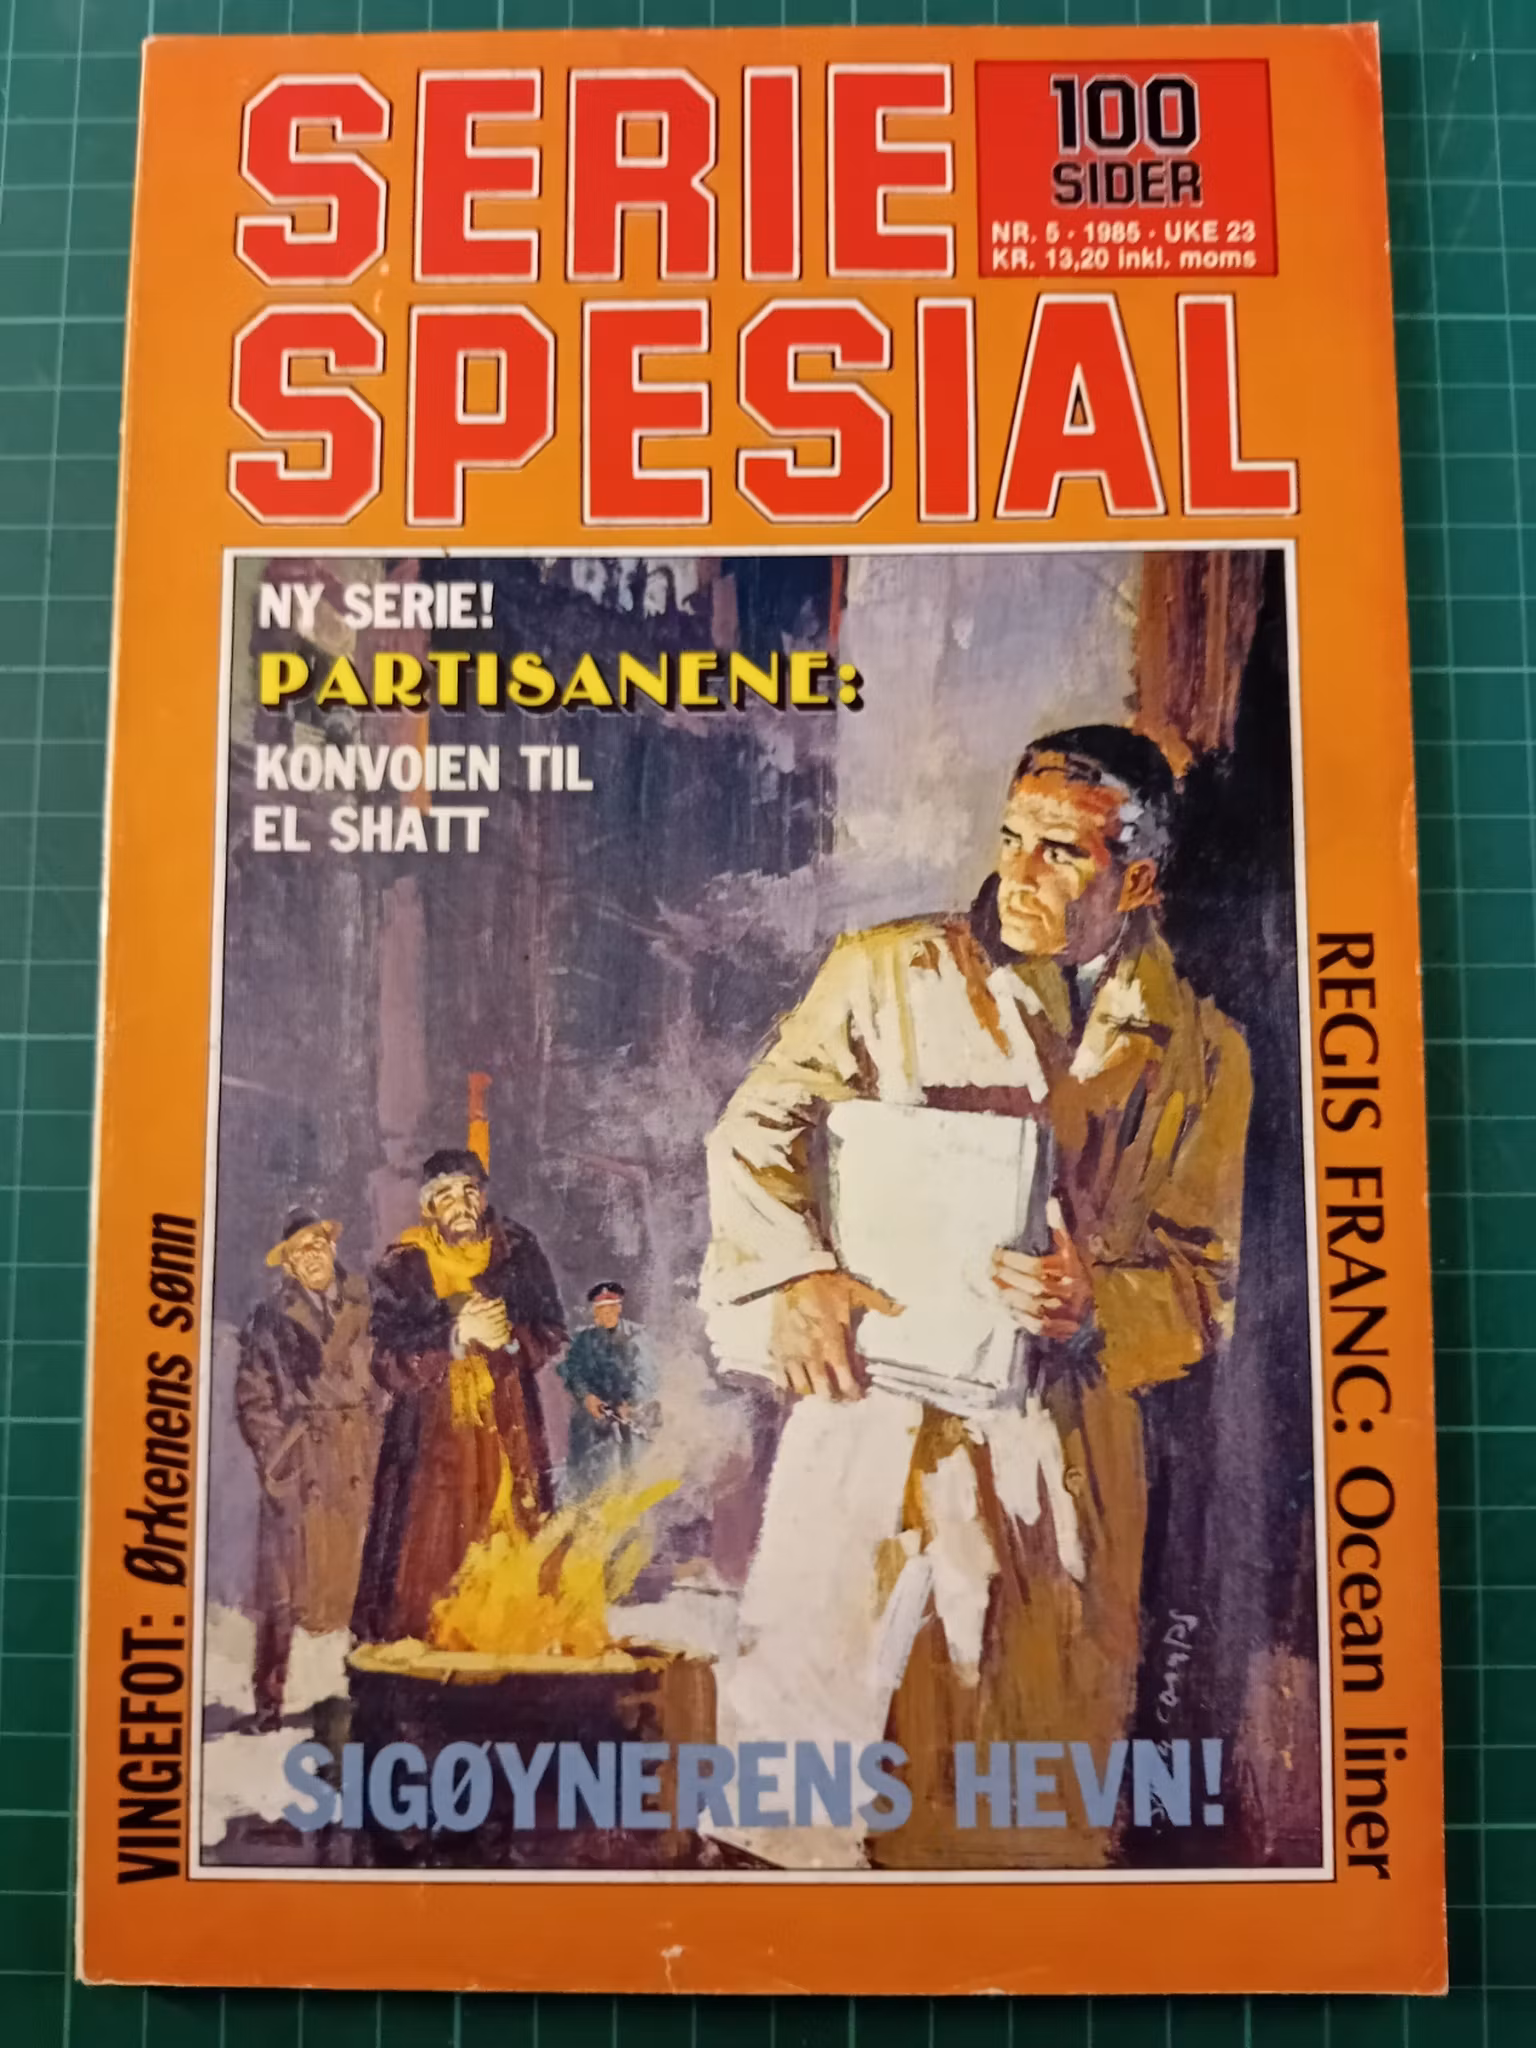 SERIE
SPESIAL
100
SIDER
NR. 5 · 1985 · UKE 23
KR. 13,20 inkl. moms
NY SERIE!
PARTISANENE:
KONVOIEN TIL
EL SHATT
VINGEFOT: Ørkenens sønn
REGIS FRANC: Ocean liner
SIGØYNERENS HEVN!